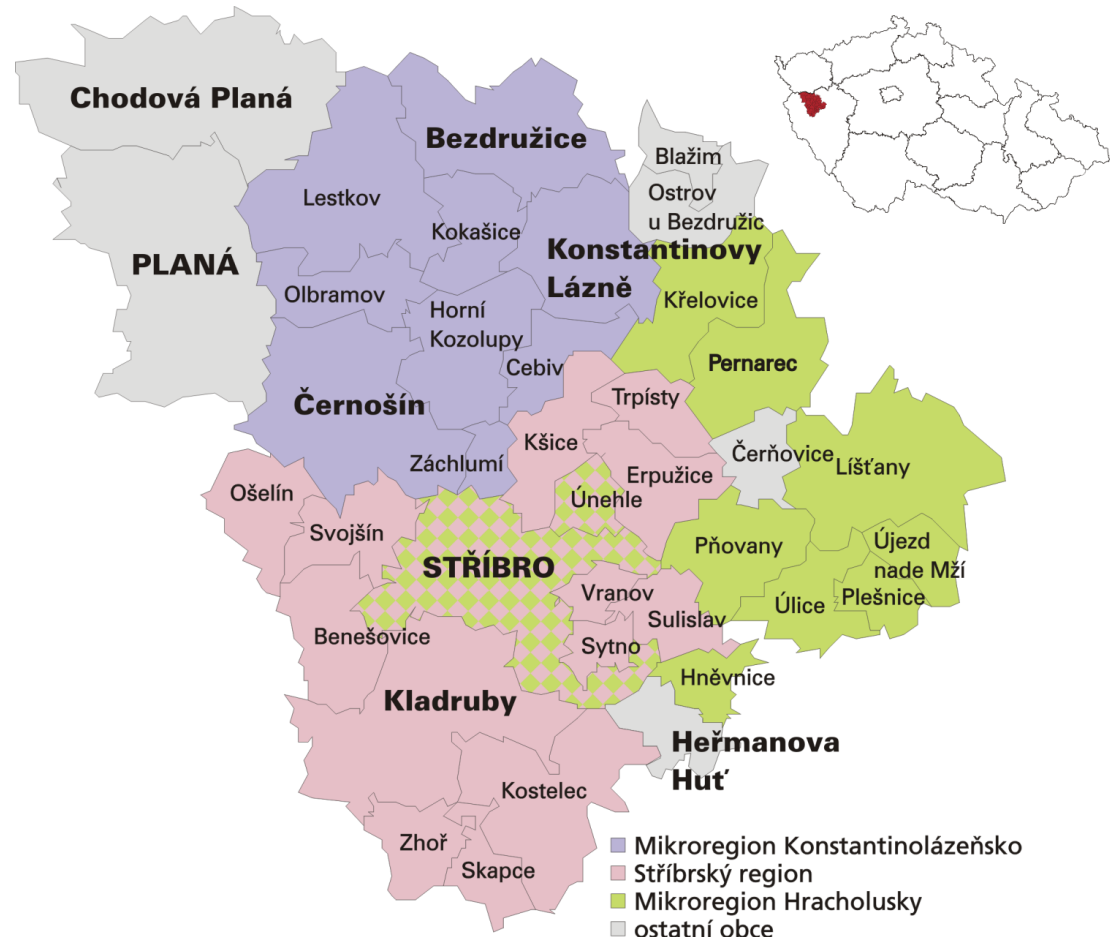 Chodová Planá
Bezdružice
Blažim
Ostrov
u Bezdružic
Lestkov
Kokašice
Konstantinovy
Lázně
PLANÁ
Olbramov
Horní
Kozolupy
Křelovice
Cebiv
Pernarec
Černošín
Trpísty
Kšice
Záchlumí
Čerňovice
Líšťany
Erpužice
Únehle
Ošelín
Svojšín
Pňovany
Újezd
nade Mží
STŘÍBRO
Vranov
Plešnice
Úlice
Sulislav
Benešovice
Sytno
Hněvnice
Kladruby
Heřmanova
Huť
Kostelec
Zhoř
Skapce
Mikroregion Konstantinolázeňsko
Stříbrský region
Mikroregion Hracholusky
ostatní obce